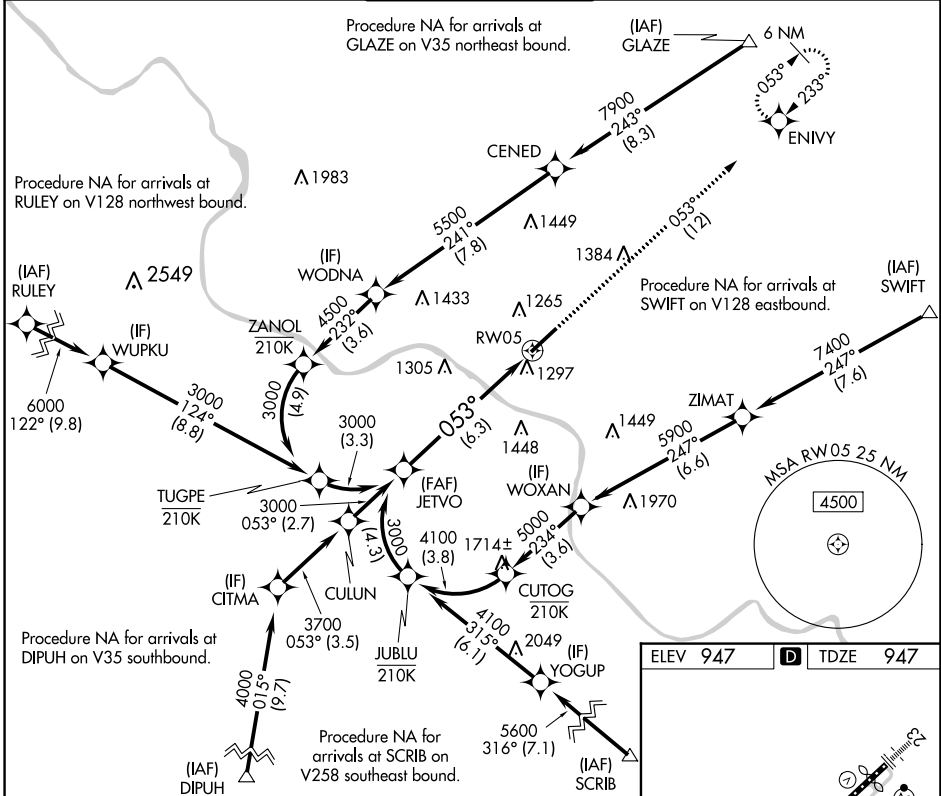 Procedure NA for arrivals at
GLAZE on V35 northeast bound.
(IAF)
GLAZE
6 NM
053°
233°
ENIVY
7900
243°
(8.3)
CENED
1983
Procedure NA for arrivals at
RULEY on V128 northwest bound.
5500
241°
(7.8)
1449
053°
(12)
1384
(IF)
WODNA
(IAF)
RULEY
2549
1433
1265
Procedure NA for arrivals at
SWIFT on V128 eastbound.
(IAF)
SWIFT
(IF)
WUPKU
ZANOL
210K
4500
232°
(3.6)
RW05
1305
1297
7400
247°
(7.6)
6000
122° (9.8)
3000
124°
(8.8)
3000
(4.9)
3000
(3.3)
053°
(6.3)
ZIMAT
1448
1449
5900
247°
(6.6)
MSA RW05 25 NM
4500
TUGPE
210K
(FAF)
JETVO
(IF)
WOXAN
1970
3000
053° (2.7)
3000
(4.3)
4100
(3.8)
1714±
5000
234°
(3.6)
(IF)
CITMA
CULUN
CUTOG
210K
3700
053° (3.5)
Procedure NA for arrivals at
DIPUH on V35 southbound.
JUBLU
210K
4100
315°
(6.1)
2049
(IF)
YOGUP
4000
015°
(9.7)
5600
316° (7.1)
Procedure NA for
arrivals at SCRIB on
V258 southeast bound.
(IAF)
DIPUH
(IAF)
SCRIB
ELEV 947
D
TDZE 947
23
V